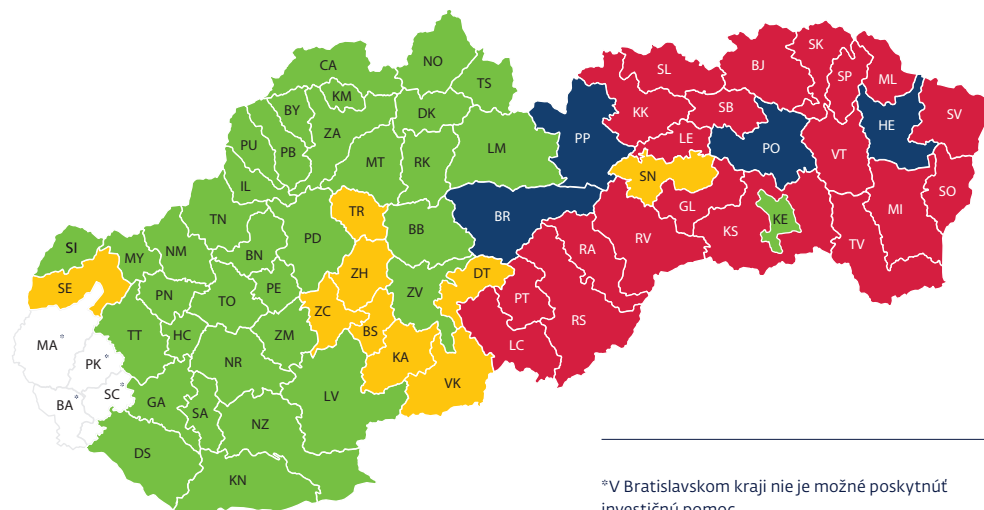 CA
NO
TS
KM
BY
DK
ZA
PU
PB
MT
RK
LM
IL
TN
TR
PD
BB
BN
NM
MY
SI
SE
ZH
DT
ZV
PE
PN
TO
ZC
BS
ZM
HC
TT
MA*
PK*
SC*
BA*
NR
KA
VK
LV
GA
SA
NZ
DS
KN
SL
BJ
SK
SP
ML
KK
SB
HE
SV
PP
LE
PO
VT
SN
SO
GL
BR
RA
RV
KS
KE
TV
MI
PT
RS
LC
*V Bratislavskom kraji nie je možné poskytnúť
investičnú pomoc